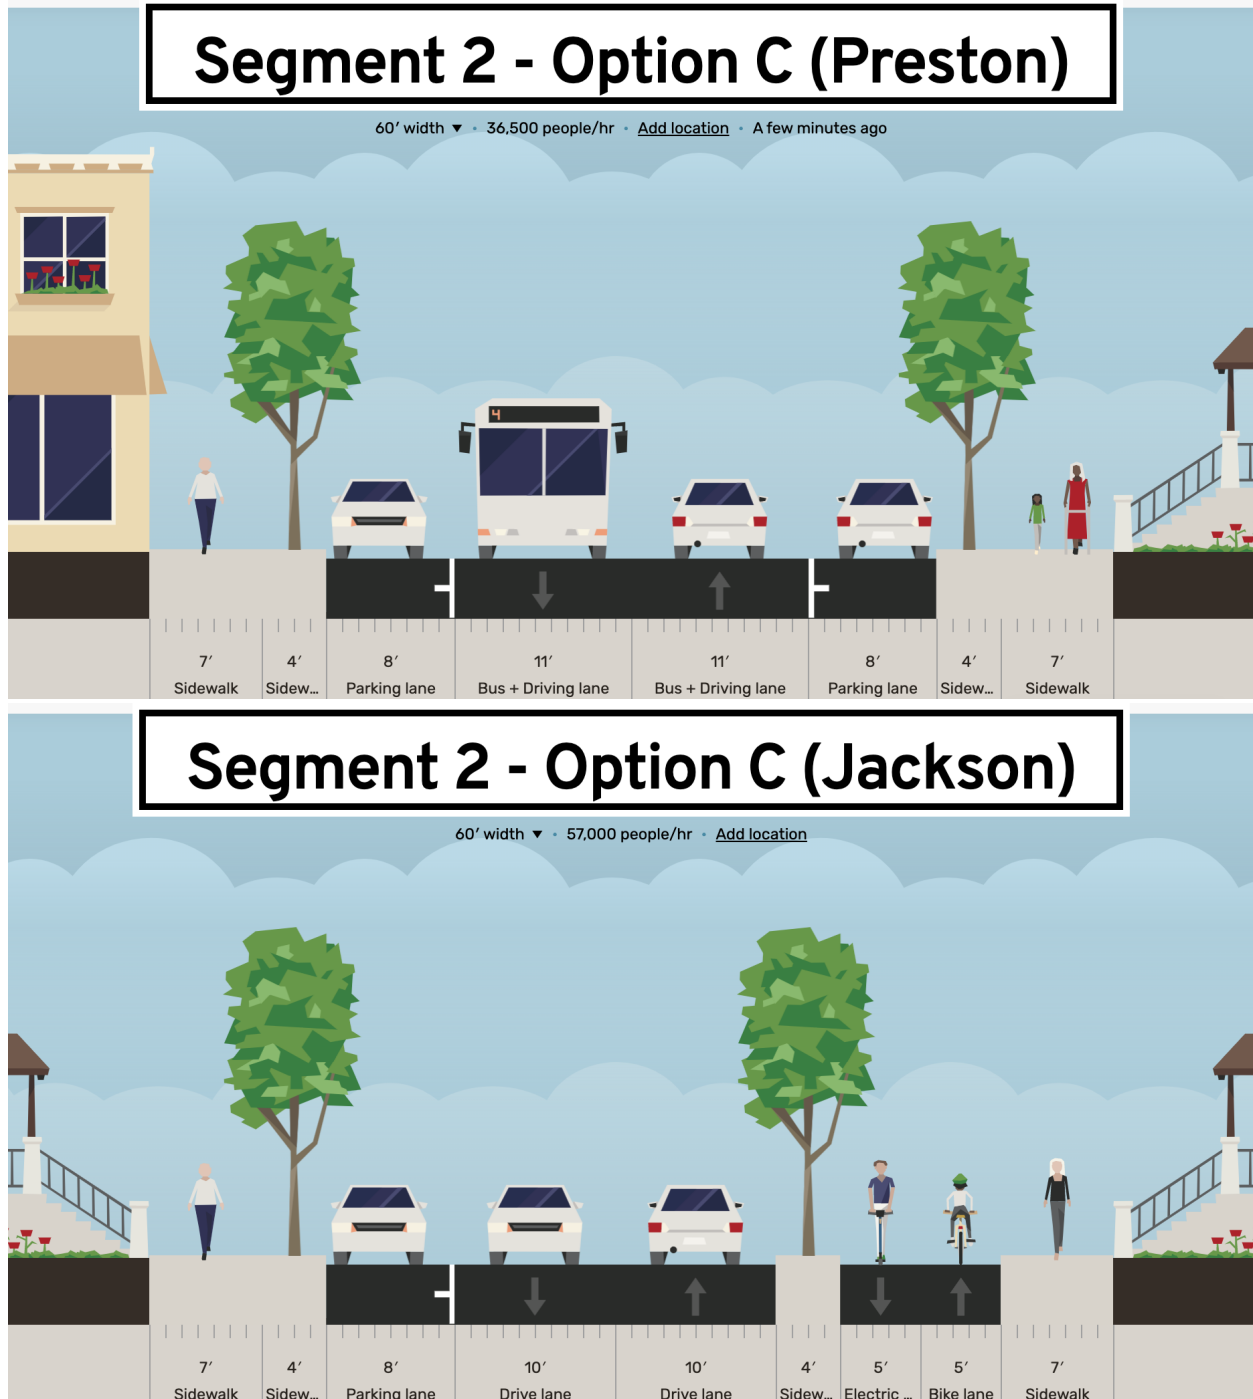 Segment 2 - Option C (Preston)
60′ width ▼ · 36,500 people/hr · Add location · A few minutes ago
4
7′ 4′ 8′ 11′ 11′ 8′ 4′ 7′
Sidewalk Sidew... Parking lane Bus + Driving lane Bus + Driving lane Parking lane Sidew... Sidewalk
Segment 2 - Option C (Jackson)
60′ width ▼ · 57,000 people/hr · Add location
7′ 4′ 8′ 10′ 10′ 4′ 5′ 5′ 7′
Sidewalk Sidew... Parking lane Drive lane Drive lane Sidew... Electric ... Bike lane Sidewalk